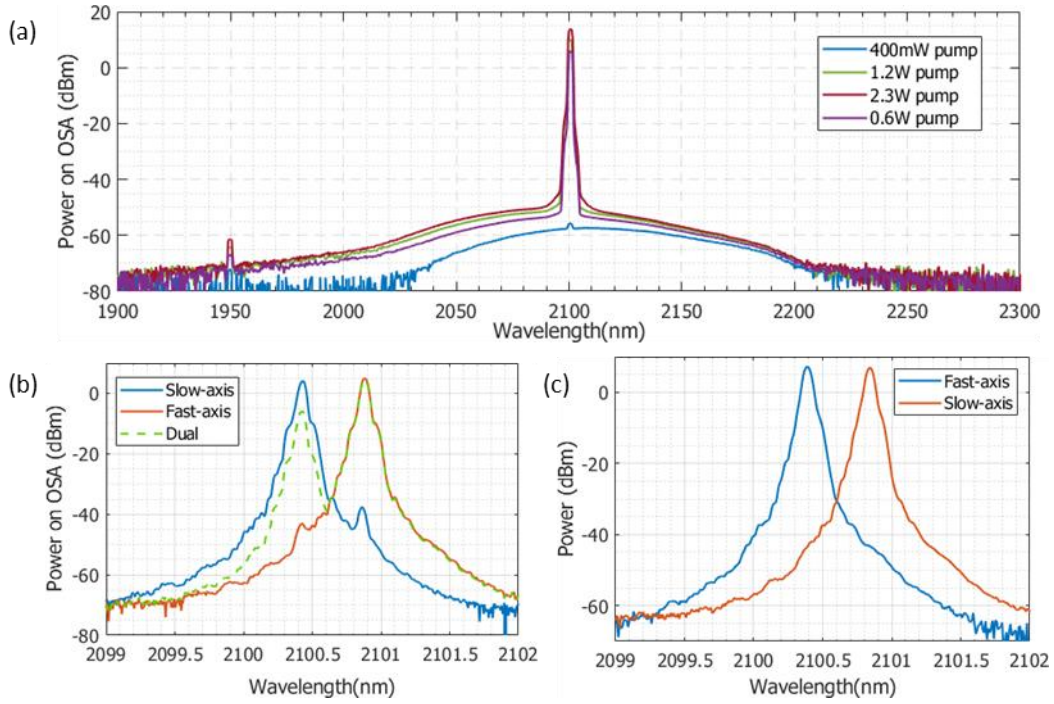 (a)
Power on OSA (dBm)
20
0
-20
-40
-60
-80
400mW pump
1.2W pump
2.3W pump
0.6W pump
1900 1950 2000 2050 2100 2150 2200 2250 2300
Wavelength(nm)
(b)
Power on OSA (dBm)
0
-20
-40
-60
-80
Slow-axis
Fast-axis
Dual
2099 2099.5 2100 2100.5 2101 2101.5 2102
Wavelength(nm)
(c)
Power (dBm)
0
-20
-40
-60
Fast-axis
Slow-axis
2099 2099.5 2100 2100.5 2101 2101.5 2102
Wavelength(nm)